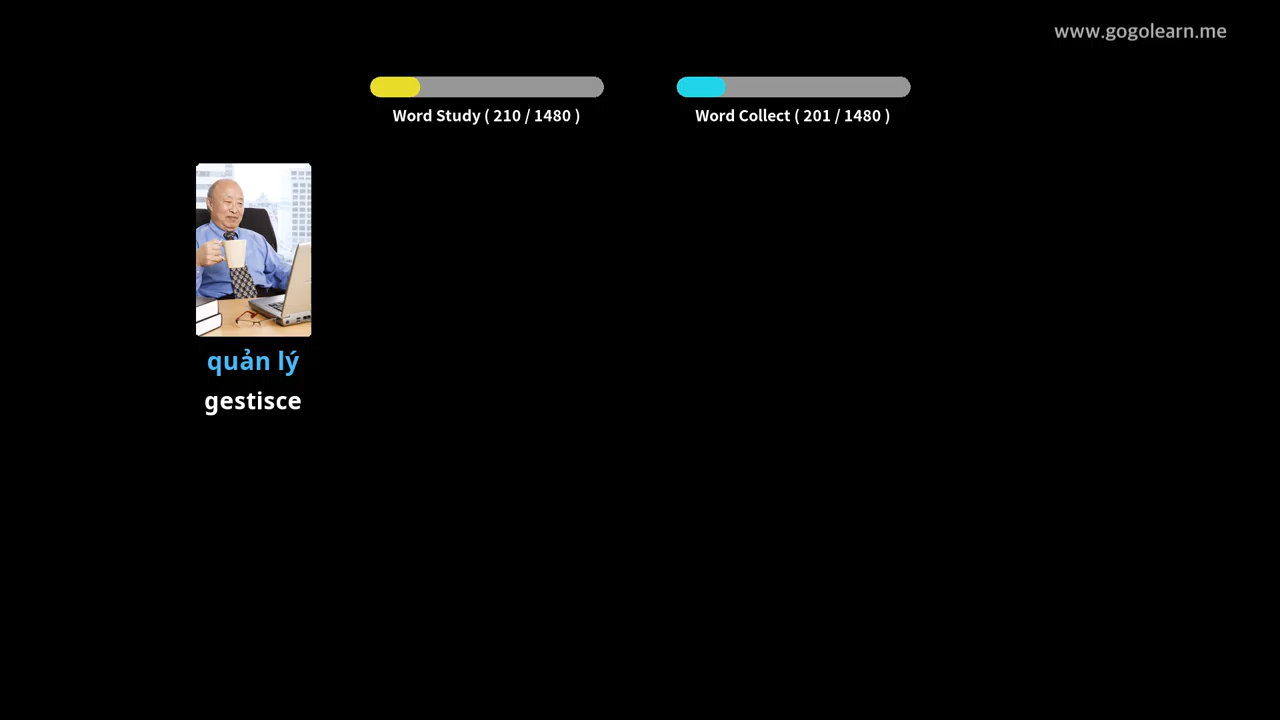 www.gogolearn.me
Word Study ( 210 / 1480 )
Word Collect ( 201 / 1480 )
quản lý
gestisce